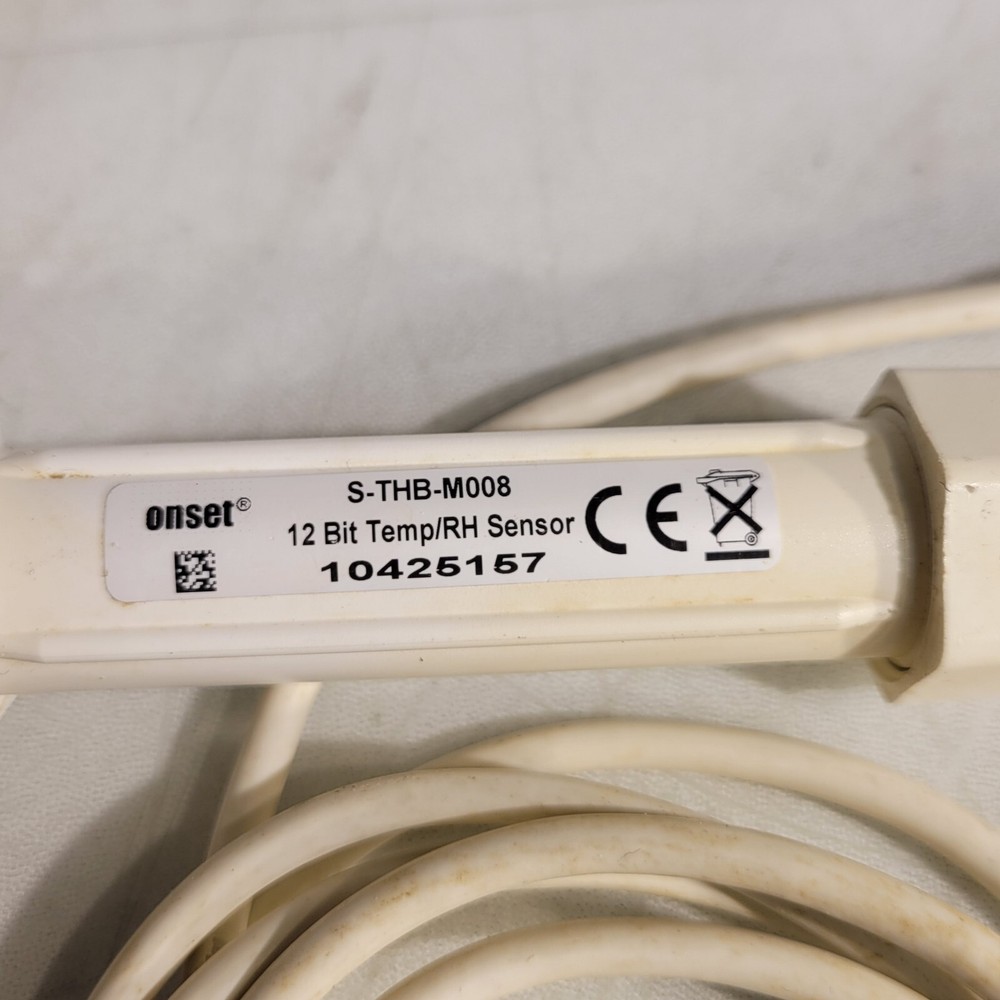 onset®
S-THB-M008
12 Bit Temp/RH Sensor
10425157
CE